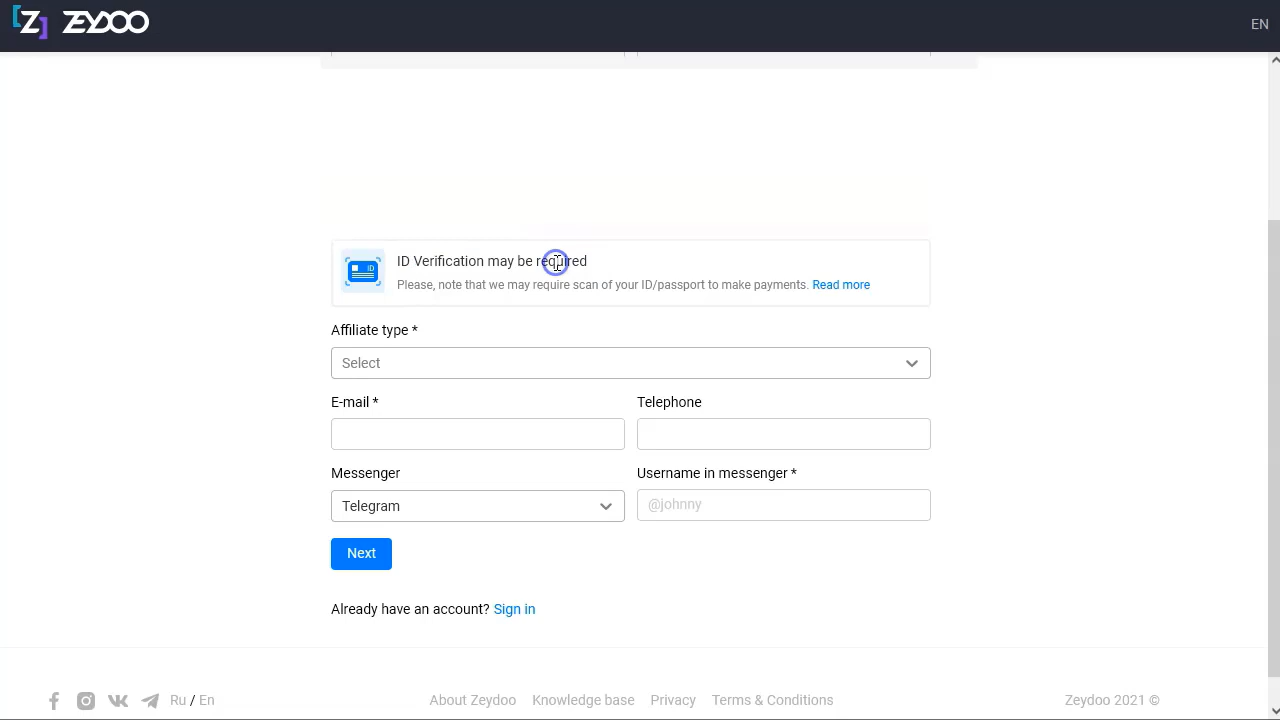 [Z] ZEYDOO
EN
ID
ID Verification may be required
Please, note that we may require scan of your ID/passport to make payments. Read more
Affiliate type *
Select
E-mail *
Telephone
Messenger
Username in messenger *
Telegram
@johnny
Next
Already have an account? Sign in
Ru / En
About Zeydoo
Knowledge base
Privacy
Terms & Conditions
Zeydoo 2021 ©